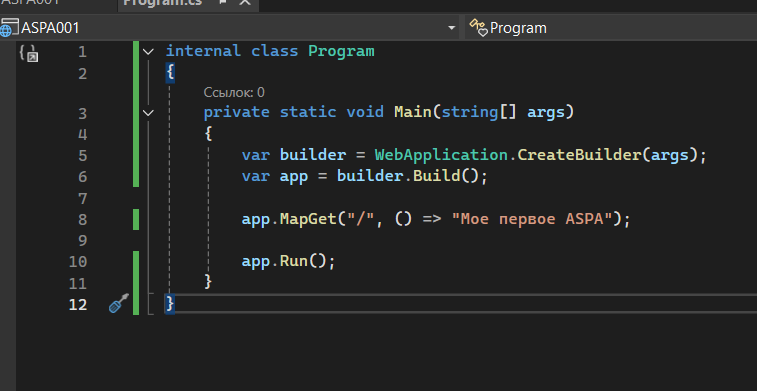 ASPA001 Program.cs
ASPA001 Program
1 internal class Program
2 {
Ссылок: 0
3 private static void Main(string[] args)
4 {
5 var builder = WebApplication.CreateBuilder(args);
6 var app = builder.Build();
7
8 app.MapGet("/", () => "Мое первое ASPA");
9
10 app.Run();
11 }
12 }